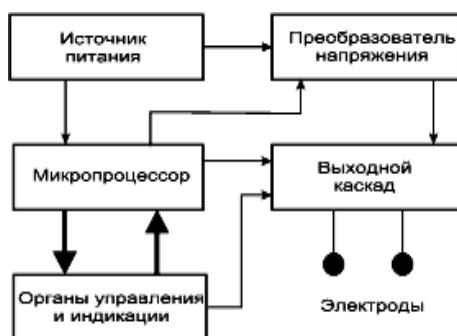 Источник
питания
Преобразователь
напряжения
Микропроцессор
Выходной
каскад
Органы управления
и индикации
Электроды